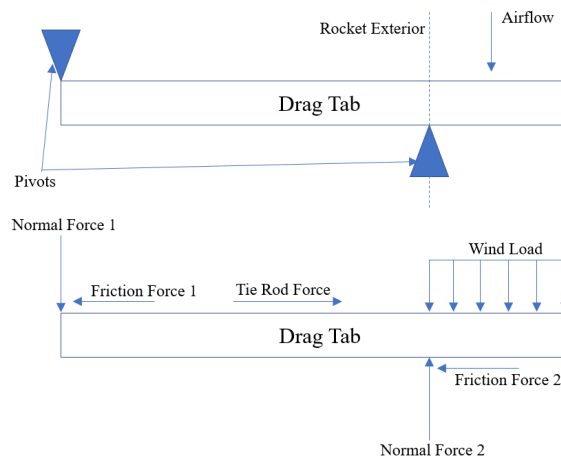 Rocket Exterior
Airflow
Drag Tab
Pivots
Normal Force 1
Wind Load
Friction Force 1
Tie Rod Force
Drag Tab
Friction Force 2
Normal Force 2